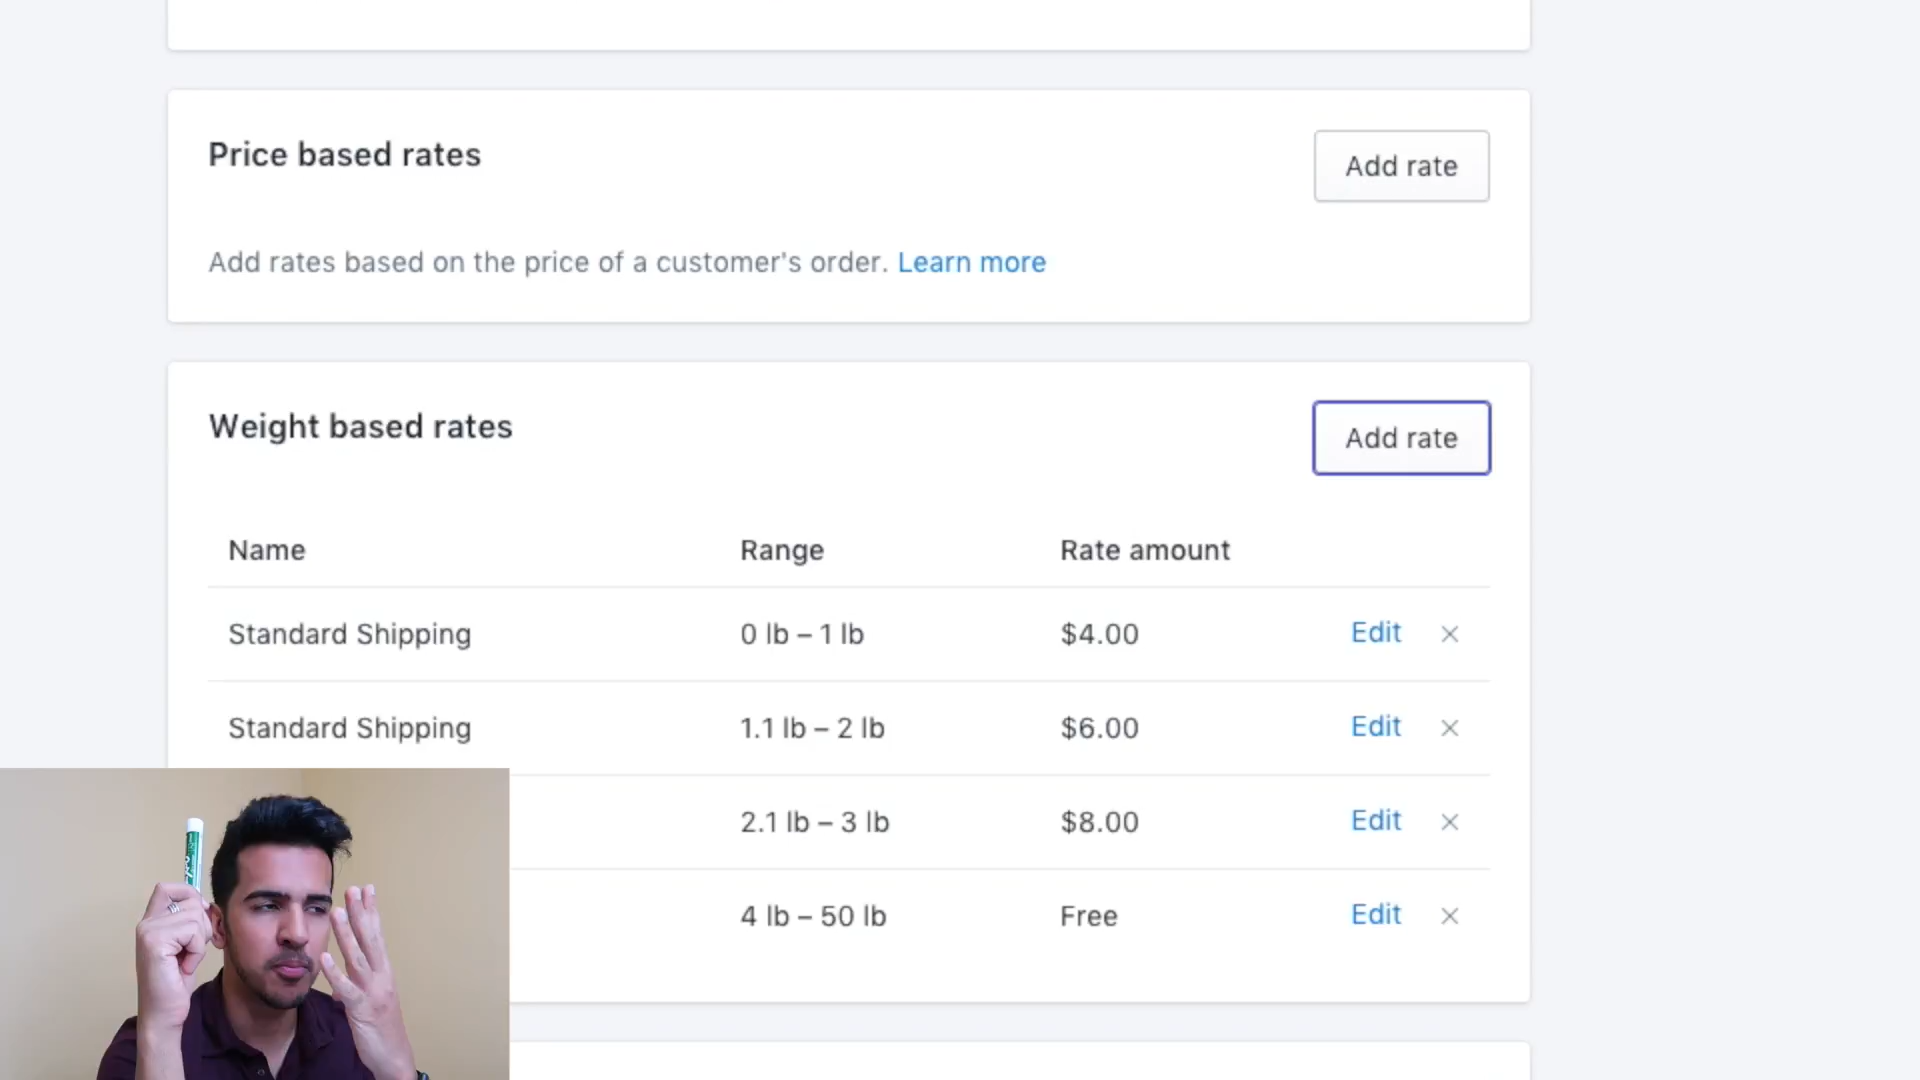 Price based rates
Add rate
Add rates based on the price of a customer's order. Learn more
Weight based rates
Add rate
Name Range Rate amount
Standard Shipping 0 lb – 1 lb $4.00 Edit ×
Standard Shipping 1.1 lb – 2 lb $6.00 Edit ×
2.1 lb – 3 lb $8.00 Edit ×
4 lb – 50 lb Free Edit ×